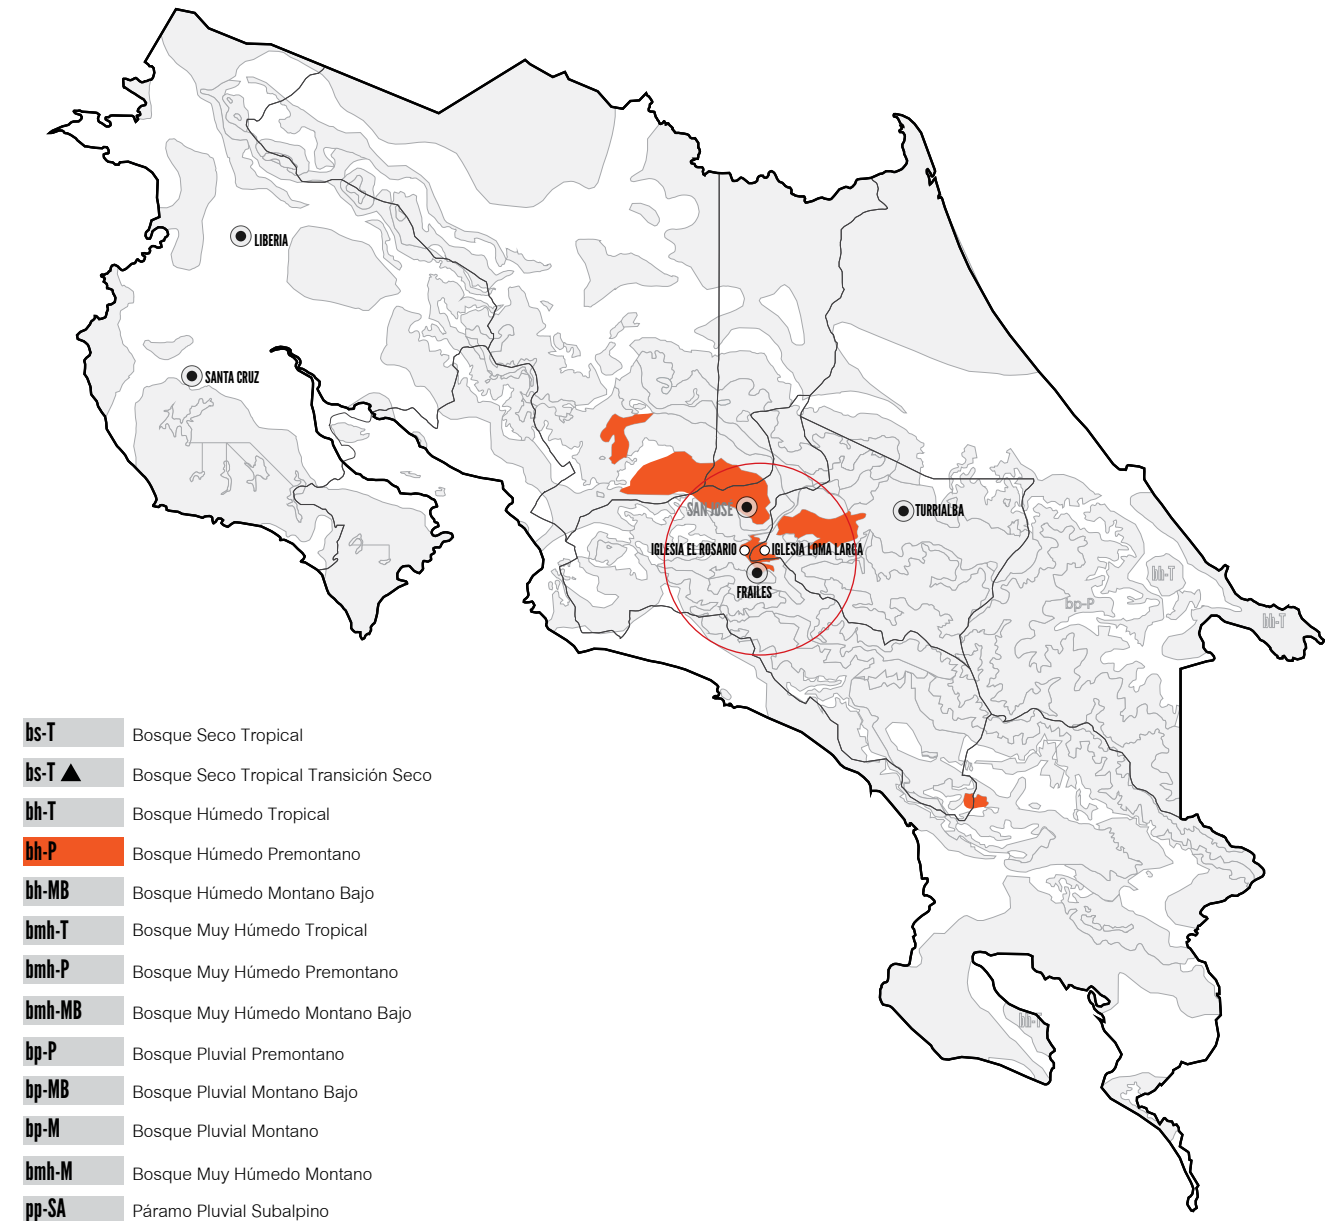 LIBERIA
SANTA CRUZ
SAN JOSE
TURRIALBA
IGLESIA EL ROSARIO
IGLESIA LOMA LARGA
FRAILES
bh-T
bp-P
bh-T
bh-T
bs-T Bosque Seco Tropical
bs-T ▲ Bosque Seco Tropical Transición Seco
bh-T Bosque Húmedo Tropical
bh-P Bosque Húmedo Premontano
bh-MB Bosque Húmedo Montano Bajo
bmh-T Bosque Muy Húmedo Tropical
bmh-P Bosque Muy Húmedo Premontano
bmh-MB Bosque Muy Húmedo Montano Bajo
bp-P Bosque Pluvial Premontano
bp-MB Bosque Pluvial Montano Bajo
bp-M Bosque Pluvial Montano
bmh-M Bosque Muy Húmedo Montano
pp-SA Páramo Pluvial Subalpino